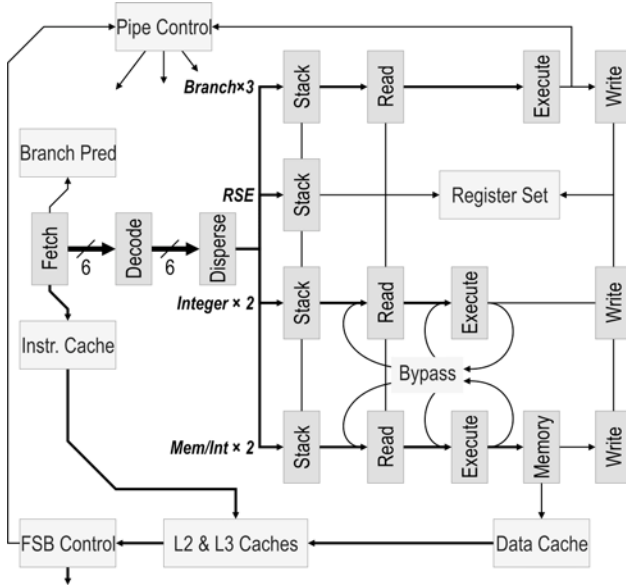 Pipe Control
Branch×3
Stack
Read
Execute
Write
Branch Pred
RSE
Stack
Register Set
Fetch
6
Decode
6
Disperse
Integer × 2
Stack
Read
Execute
Write
Instr. Cache
Bypass
Mem/Int × 2
Stack
Read
Execute
Memory
Write
FSB Control
L2 & L3 Caches
Data Cache